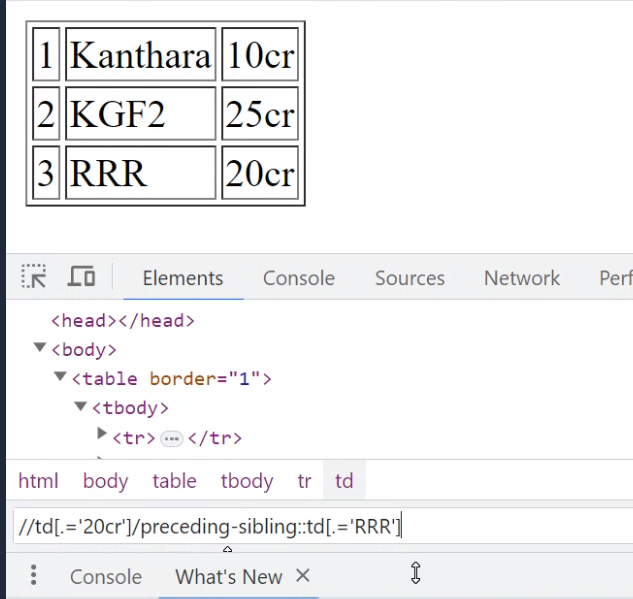 1 Kanthara 10cr
2 KGF2 25cr
3 RRR 20cr
Elements Console Sources Network Perf
<head></head>
<body>
<table border="1">
<tbody>
<tr>…</tr>
html body table tbody tr td
//td[.='20cr']/preceding-sibling::td[.='RRR']
Console What's New